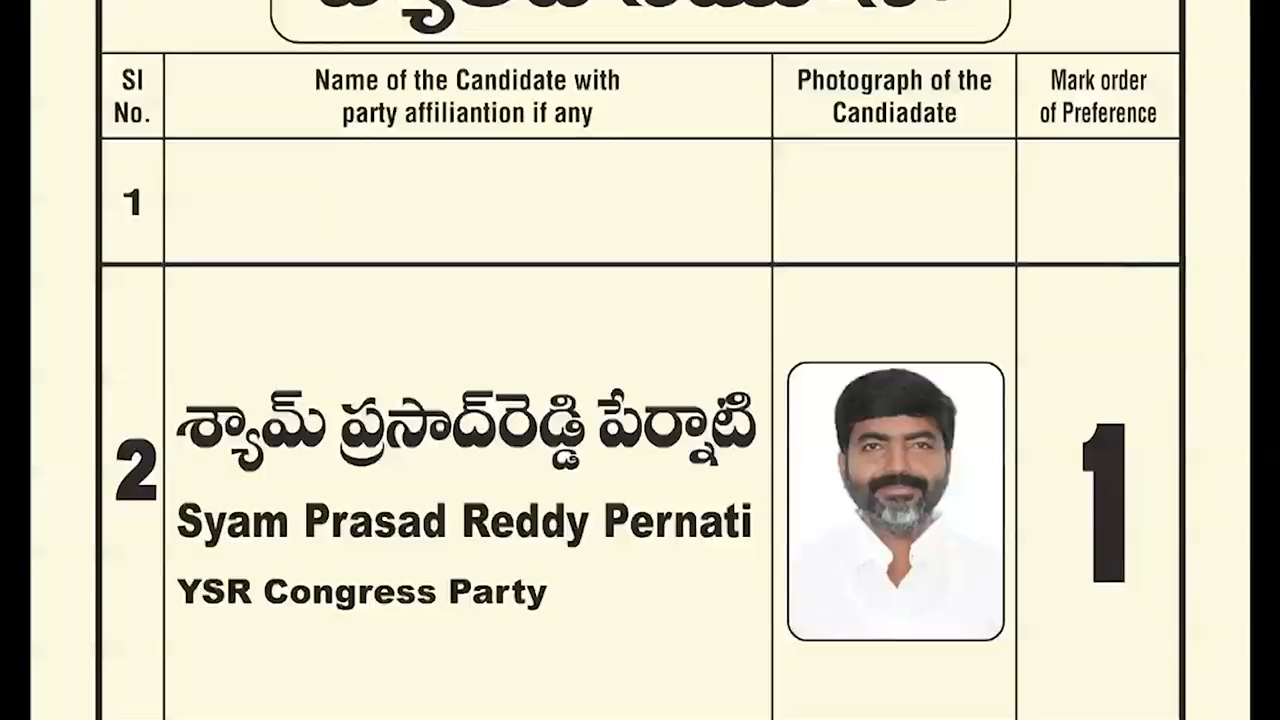 Sl
No.
Name of the Candidate with
party affiliantion if any
Photograph of the
Candiadate
Mark order
of Preference
1
2
శ్యామ్ ప్రసాద్‌రెడ్డి పేర్నాటి
Syam Prasad Reddy Pernati
YSR Congress Party
1